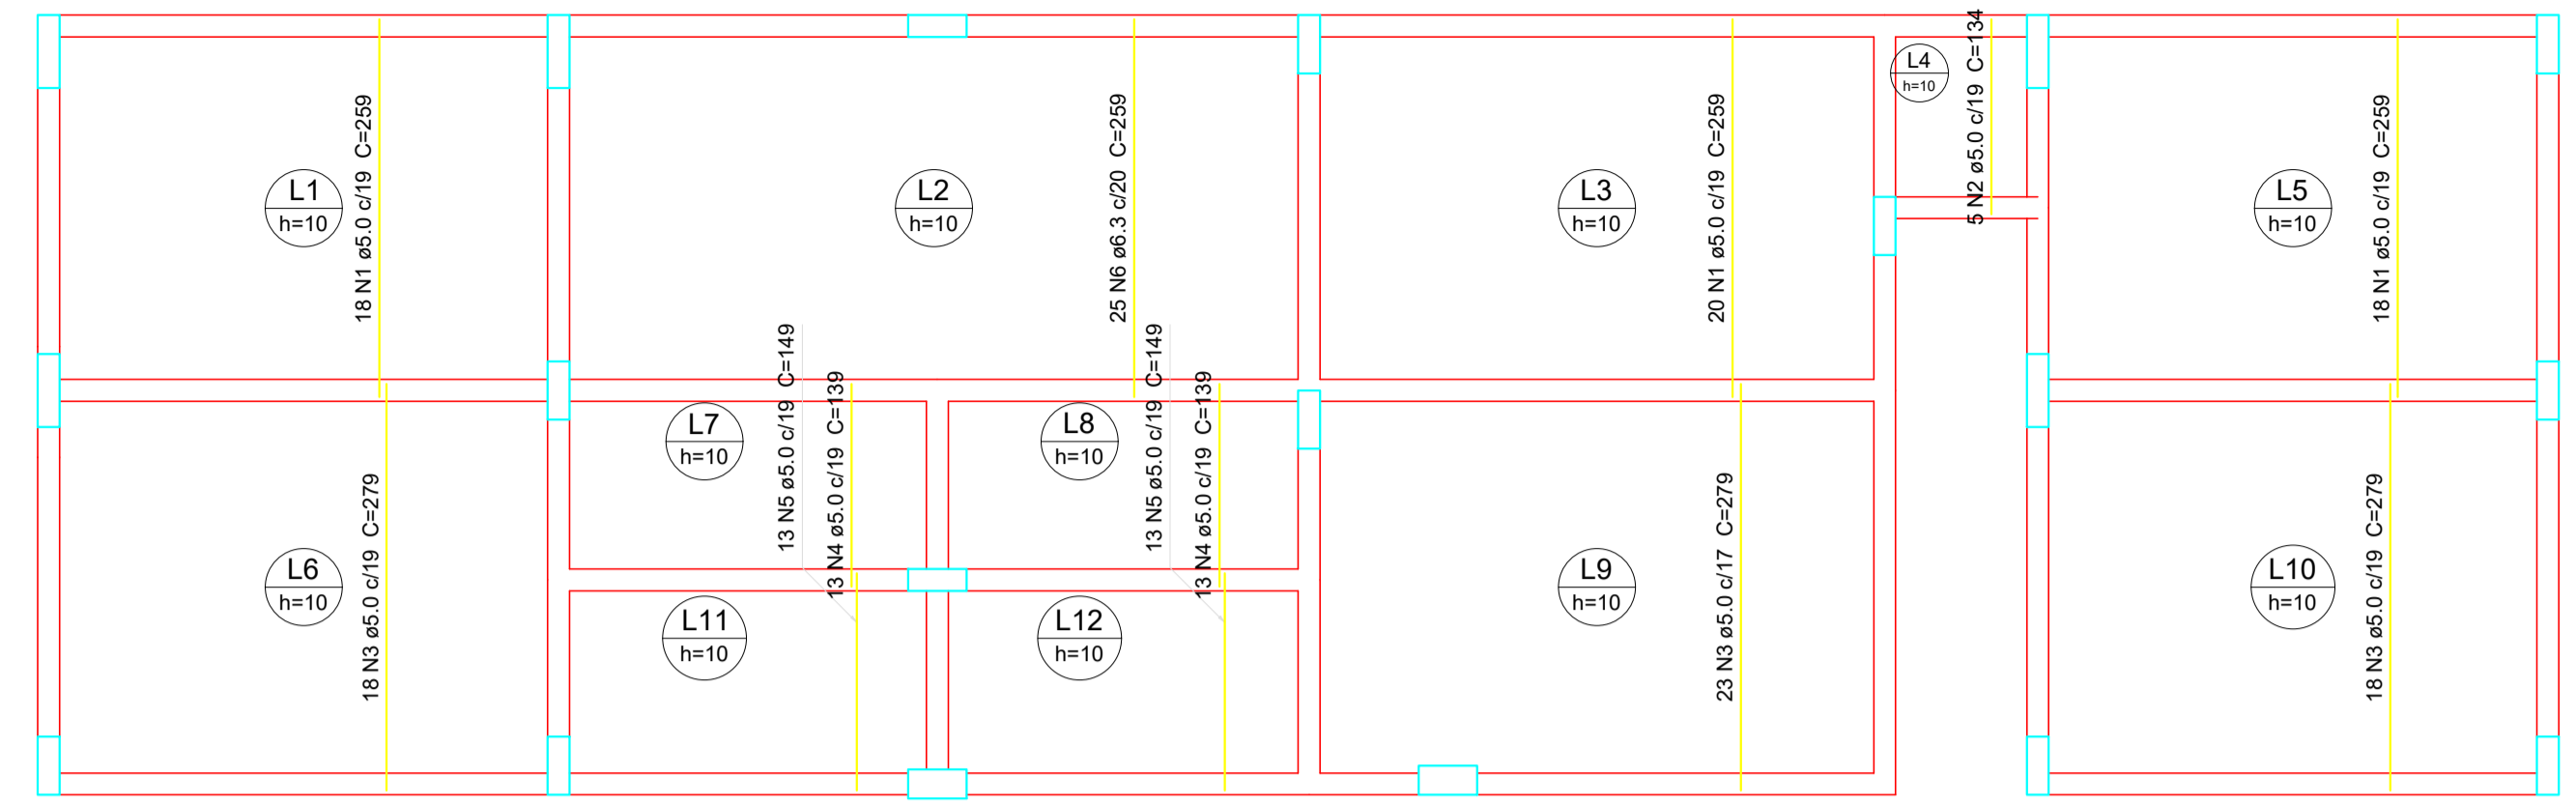 L1
h=10
18 N1 ø5.0 c/19 C=259
L2
h=10
25 N6 ø6.3 c/20 C=259
L3
h=10
20 N1 ø5.0 c/19 C=259
L4
h=10
5 N2 ø5.0 c/19 C=134
L5
h=10
18 N1 ø5.0 c/19 C=259
L6
h=10
18 N3 ø5.0 c/19 C=279
L7
h=10
13 N5 ø5.0 c/19 C=149
13 N4 ø5.0 c/19 C=139
L8
h=10
13 N5 ø5.0 c/19 C=149
13 N4 ø5.0 c/19 C=139
L9
h=10
23 N3 ø5.0 c/17 C=279
L10
h=10
18 N3 ø5.0 c/19 C=279
L11
h=10
L12
h=10